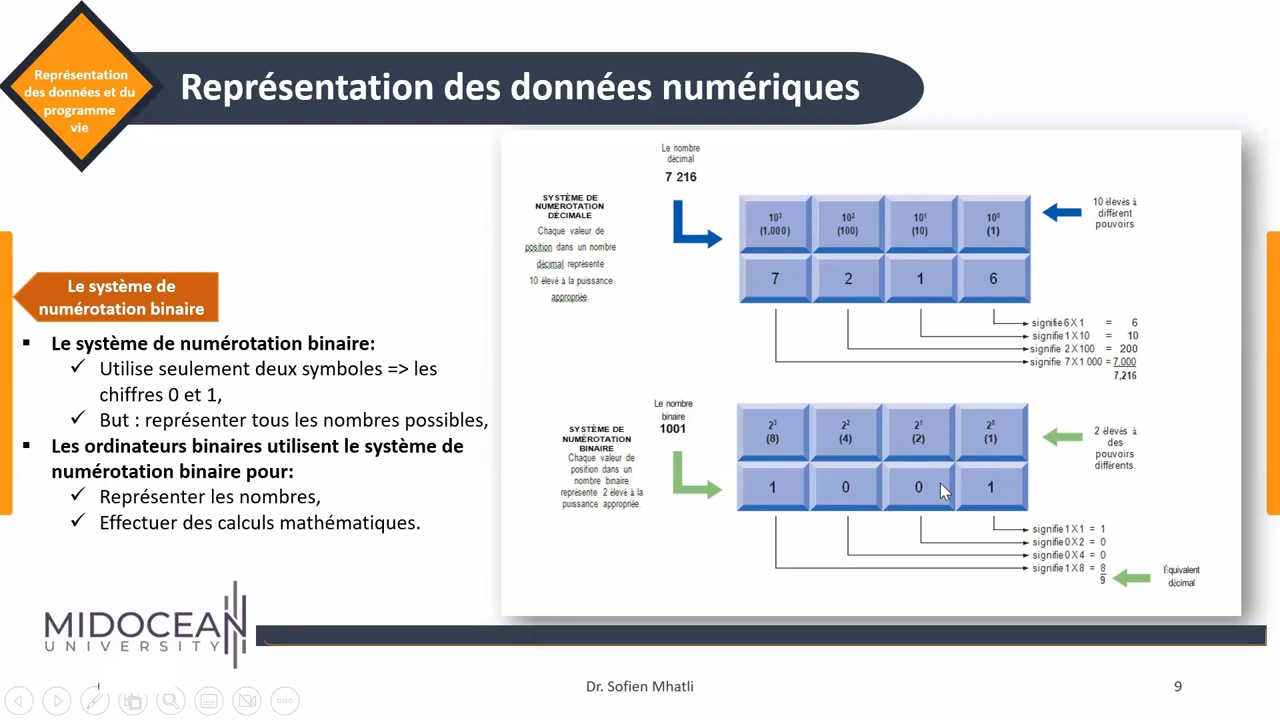 Représentation
des données et du
programme
vie
Représentation des données numériques
Le système de
numérotation binaire
Le système de numérotation binaire:
Utilise seulement deux symboles => les
chiffres 0 et 1,
But : représenter tous les nombres possibles,
Les ordinateurs binaires utilisent le système de
numérotation binaire pour:
Représenter les nombres,
Effectuer des calculs mathématiques.
Le nombre
décimal
7 216
SYSTÈME DE
NUMÉROTATION
DÉCIMALE
Chaque valeur de
position dans un nombre
décimal représente
10 élevé à la puissance
appropriée.
10³ 10² 10¹ 10⁰
(1.000) (100) (10) (1)
7 2 1 6
10 élevés à
différent
pouvoirs
signifie 6 X 1 = 6
signifie 1 X 10 = 10
signifie 2 X 100 = 200
signifie 7 X 1 000 = 7.000
7,216
Le nombre
binaire
1001
SYSTÈME DE
NUMÉROTATION
BINAIRE
Chaque valeur de
position dans un
nombre binaire
représente 2 élevé à la
puissance appropriée.
2³ 2² 2¹ 2⁰
(8) (4) (2) (1)
1 0 0 1
2 élevés à
des
pouvoirs
différents.
signifie 1 X 1 = 1
signifie 0 X 2 = 0
signifie 0 X 4 = 0
signifie 1 X 8 = 8
9
Équivalent
décimal
MIDOCEAN
UNIVERSITY
Dr. Sofien Mhatli
9